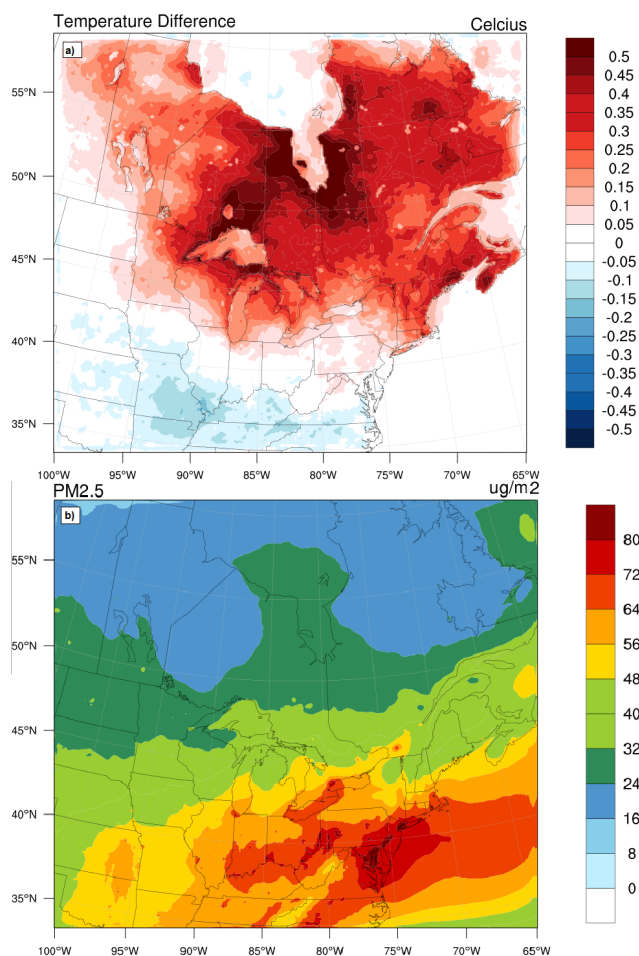 Temperature Difference Celcius
a)
55°N
50°N
45°N
40°N
35°N
100°W 95°W 90°W 85°W 80°W 75°W 70°W 65°W
0.5
0.45
0.4
0.35
0.3
0.25
0.2
0.15
0.1
0.05
0
-0.05
-0.1
-0.15
-0.2
-0.25
-0.3
-0.35
-0.4
-0.45
-0.5
PM2.5 ug/m2
b)
55°N
50°N
45°N
40°N
35°N
100°W 95°W 90°W 85°W 80°W 75°W 70°W 65°W
80
72
64
56
48
40
32
24
16
8
0